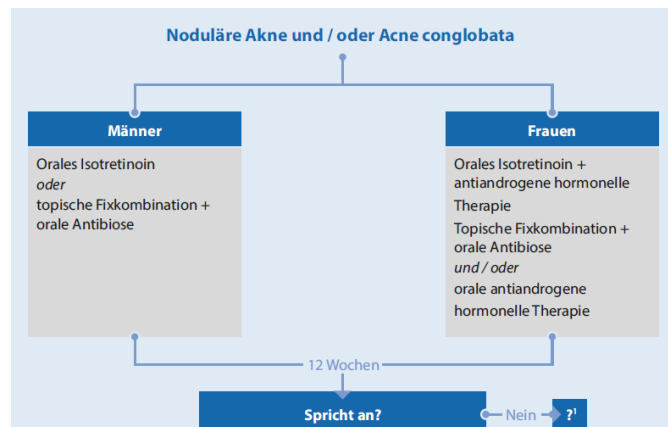 Noduläre Akne und / oder Acne conglobata
Männer
Orales Isotretinoin
oder
topische Fixkombination +
orale Antibiose
Frauen
Orales Isotretinoin +
antiandrogene hormonelle
Therapie
Topische Fixkombination +
orale Antibiose
und / oder
orale antiandrogene
hormonelle Therapie
12 Wochen
Spricht an?
Nein
?¹